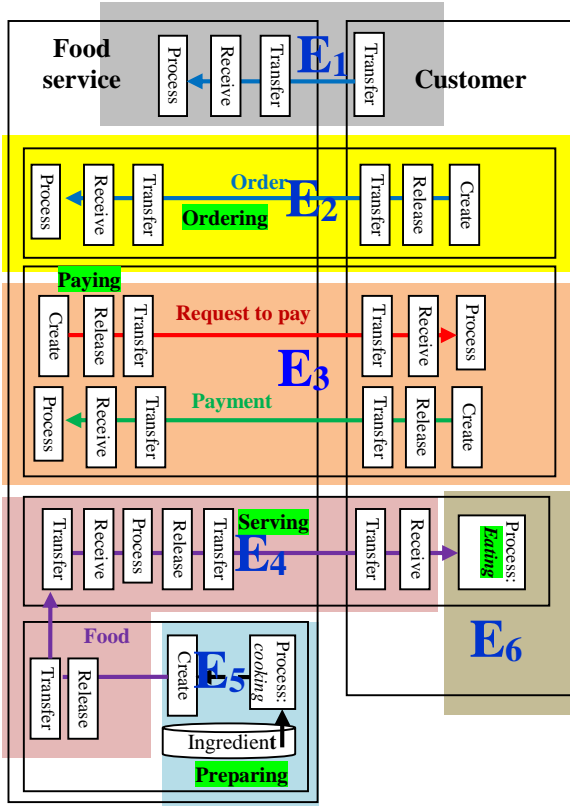 Food
service
Process
Receive
Transfer
E1
Transfer
Customer
Process
Receive
Transfer
Order
Ordering
E2
Transfer
Release
Create
Paying
Create
Release
Transfer
Request to pay
Transfer
Receive
Process
E3
Process
Receive
Transfer
Payment
Transfer
Release
Create
Transfer
Receive
Process
Release
Transfer
Serving
E4
Transfer
Receive
Process:
Eating
E6
Food
Transfer
Release
Create
E5
Process:
cooking
Ingredient
Preparing